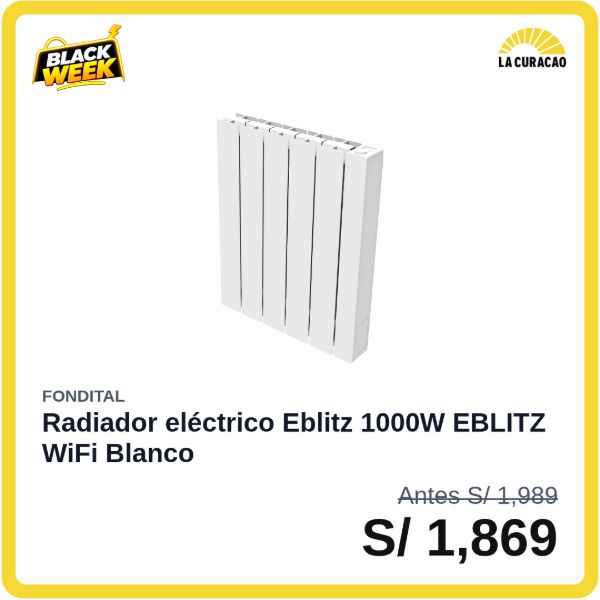 BLACK
WEEK
LA CURACAO
FONDITAL
Radiador eléctrico Eblitz 1000W EBLITZ
WiFi Blanco
Antes S/ 1,989
S/ 1,869